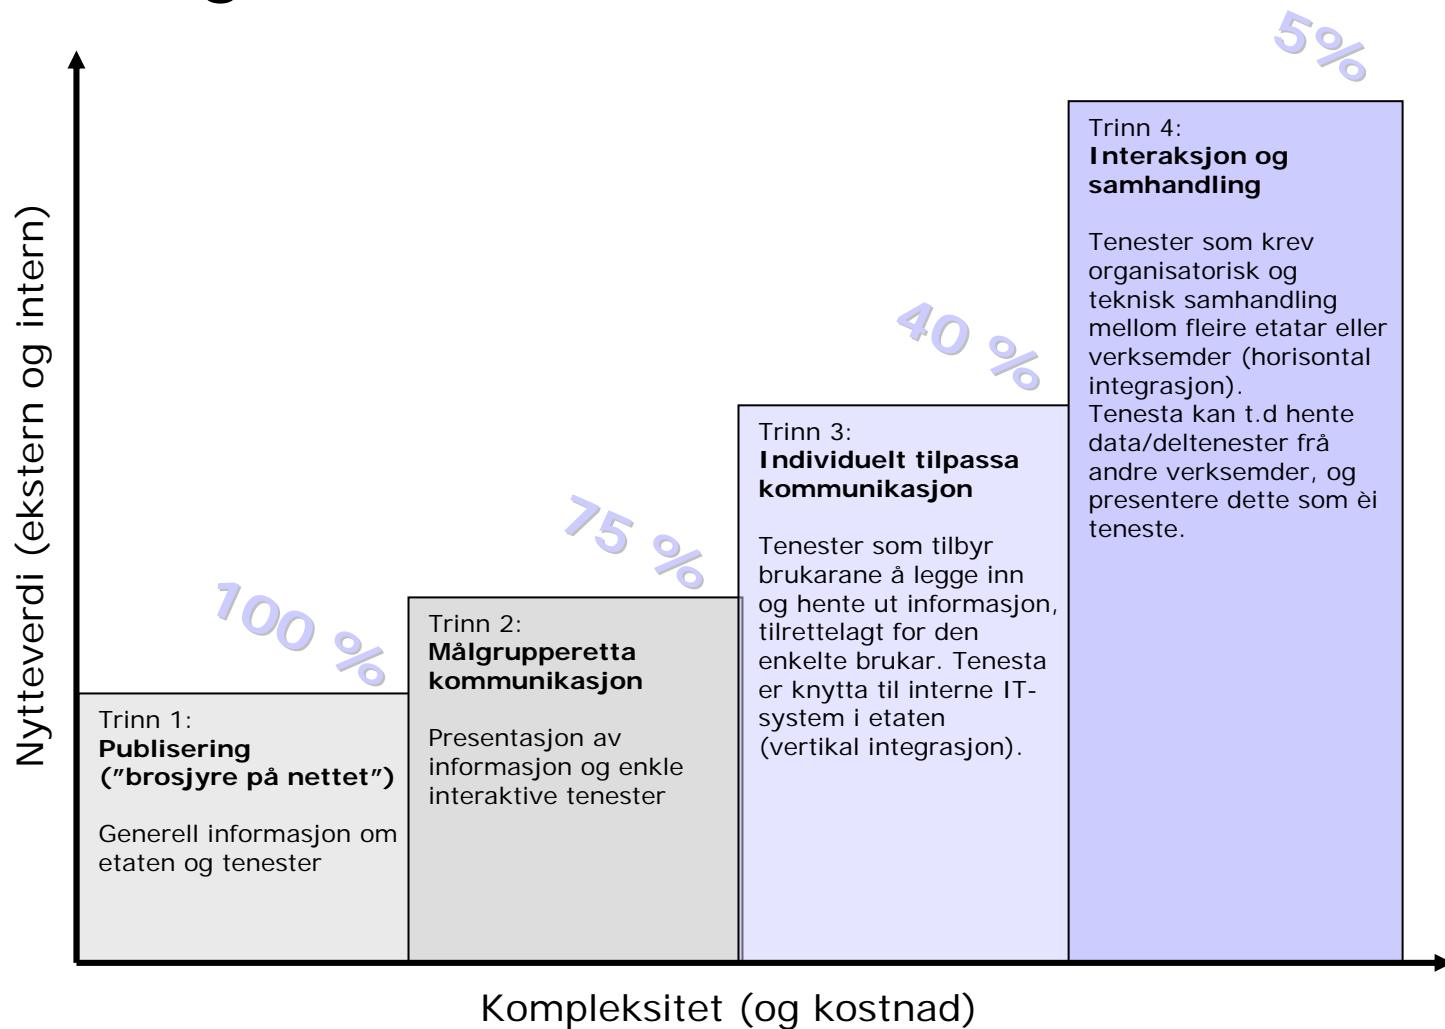 Nytteverdi (ekstern og intern)
100 %
75 %
40 %
5%
Trinn 1:
Publisering
("brosjyre på nettet")
Generell informasjon om
etaten og tenester
Trinn 2:
Målgrupperetta
kommunikasjon
Presentasjon av
informasjon og enkle
interaktive tenester
Trinn 3:
Individuelt tilpassa
kommunikasjon
Tenester som tilbyr
brukarane å legge inn
og hente ut informasjon,
tilrettelagt for den
enkelte brukar. Tenesta
er knytta til interne IT-
system i etaten
(vertikal integrasjon).
Trinn 4:
Interaksjon og
samhandling
Tenester som krev
organisatorisk og
teknisk samhandling
mellom fleire etatar eller
verksemder (horisontal
integrasjon).
Tenesta kan t.d hente
data/deltenester frå
andre verksemder, og
presentere dette som èi
teneste.
Kompleksitet (og kostnad)